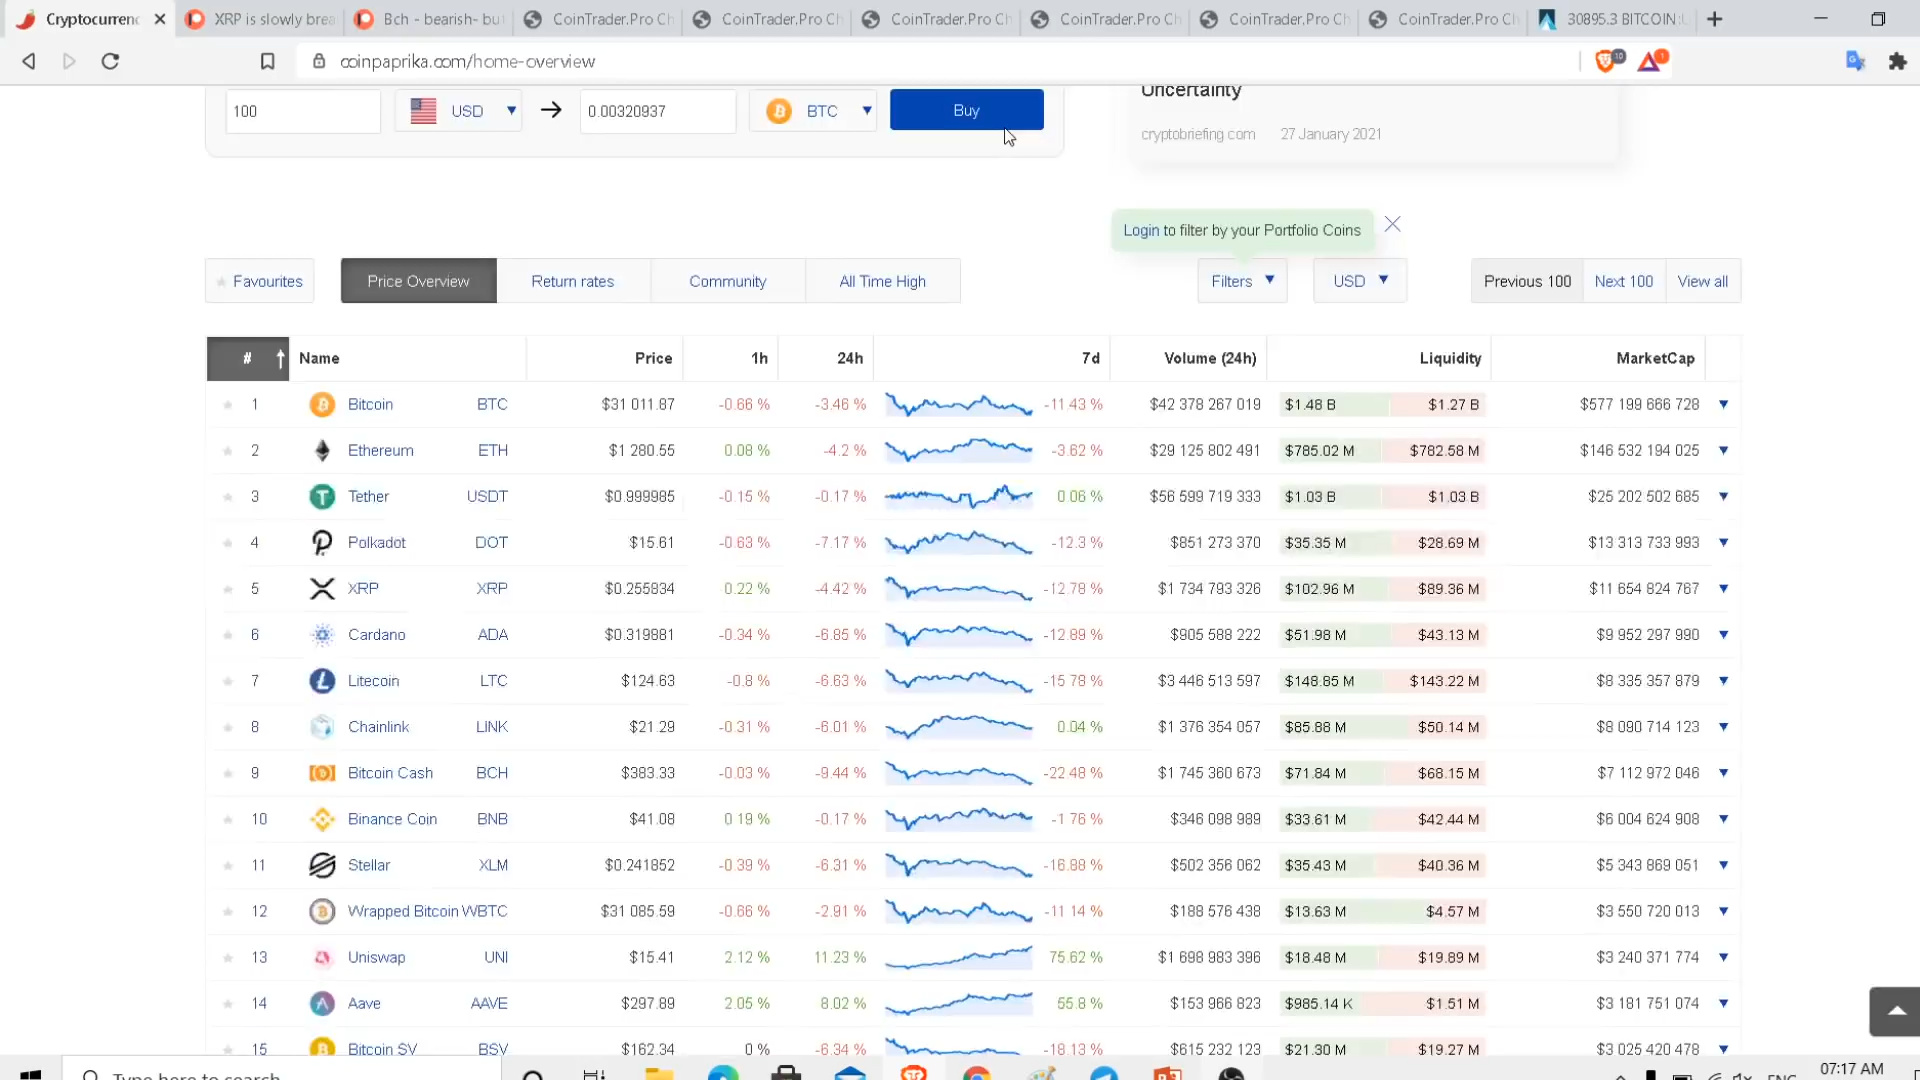 Cryptocurrenc
XRP is slowly brea
Bch - bearish- bu
CoinTrader.Pro Ch
CoinTrader.Pro Ch
CoinTrader.Pro Ch
CoinTrader.Pro Ch
CoinTrader.Pro Ch
CoinTrader.Pro Ch
30895.3 BITCOIN:U
coinpaprika.com/home-overview
10
1
Uncertainty
100 USD 0.00320937 BTC Buy
cryptobriefing.com 27 January 2021
Login to filter by your Portfolio Coins
Favourites Price Overview Return rates Community All Time High Filters USD Previous 100 Next 100 View all
# Name Price 1h 24h 7d Volume (24h) Liquidity MarketCap
1 Bitcoin BTC $31 011.87 -0.66 % -3.46 % -11.43 % $42 378 267 019 $1.48 B $1.27 B $577 199 666 728
2 Ethereum ETH $1 280.55 0.08 % -4.2 % -3.62 % $29 125 802 491 $785.02 M $782.58 M $146 532 194 025
3 Tether USDT $0.999985 -0.15 % -0.17 % 0.06 % $56 599 719 333 $1.03 B $1.03 B $25 202 502 685
4 Polkadot DOT $15.61 -0.63 % -7.17 % -12.3 % $851 273 370 $35.35 M $28.69 M $13 313 733 993
5 XRP XRP $0.255834 0.22 % -4.42 % -12.78 % $1 734 793 326 $102.96 M $89.36 M $11 654 824 767
6 Cardano ADA $0.319881 -0.34 % -6.85 % -12.89 % $905 588 222 $51.98 M $43.13 M $9 952 297 990
7 Litecoin LTC $124.63 -0.8 % -6.63 % -15.78 % $3 446 513 597 $148.85 M $143.22 M $8 335 357 879
8 Chainlink LINK $21.29 -0.31 % -6.01 % 0.04 % $1 376 354 057 $85.88 M $50.14 M $8 090 714 123
9 Bitcoin Cash BCH $383.33 -0.03 % -9.44 % -22.48 % $1 745 360 673 $71.84 M $68.15 M $7 112 972 046
10 Binance Coin BNB $41.08 0.19 % -0.17 % -1.76 % $346 098 989 $33.61 M $42.44 M $6 004 624 908
11 Stellar XLM $0.241852 -0.39 % -6.31 % -16.88 % $502 356 062 $35.43 M $40.36 M $5 343 869 051
12 Wrapped Bitcoin WBTC $31 085.59 -0.66 % -2.91 % -11.14 % $188 576 438 $13.63 M $4.57 M $3 550 720 013
13 Uniswap UNI $15.41 2.12 % 11.23 % 75.62 % $1 698 983 396 $18.48 M $19.89 M $3 240 371 774
14 Aave AAVE $297.89 2.05 % 8.02 % 55.8 % $153 966 823 $985.14 K $1.51 M $3 181 751 074
15 Bitcoin SV BSV $162.34 0 % -6.34 % -18.13 % $615 232 123 $21.30 M $19.27 M $3 025 420 478
Type here to search
ENG
07:17 AM